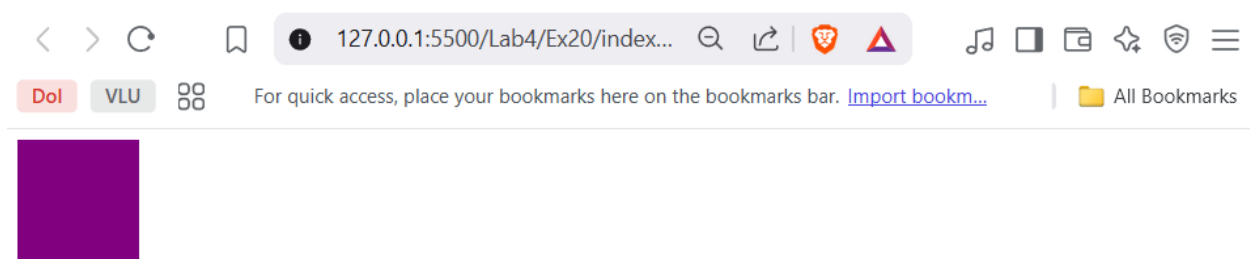 127.0.0.1:5500/Lab4/Ex20/index...
Dol VLU For quick access, place your bookmarks here on the bookmarks bar. Import bookm... All Bookmarks